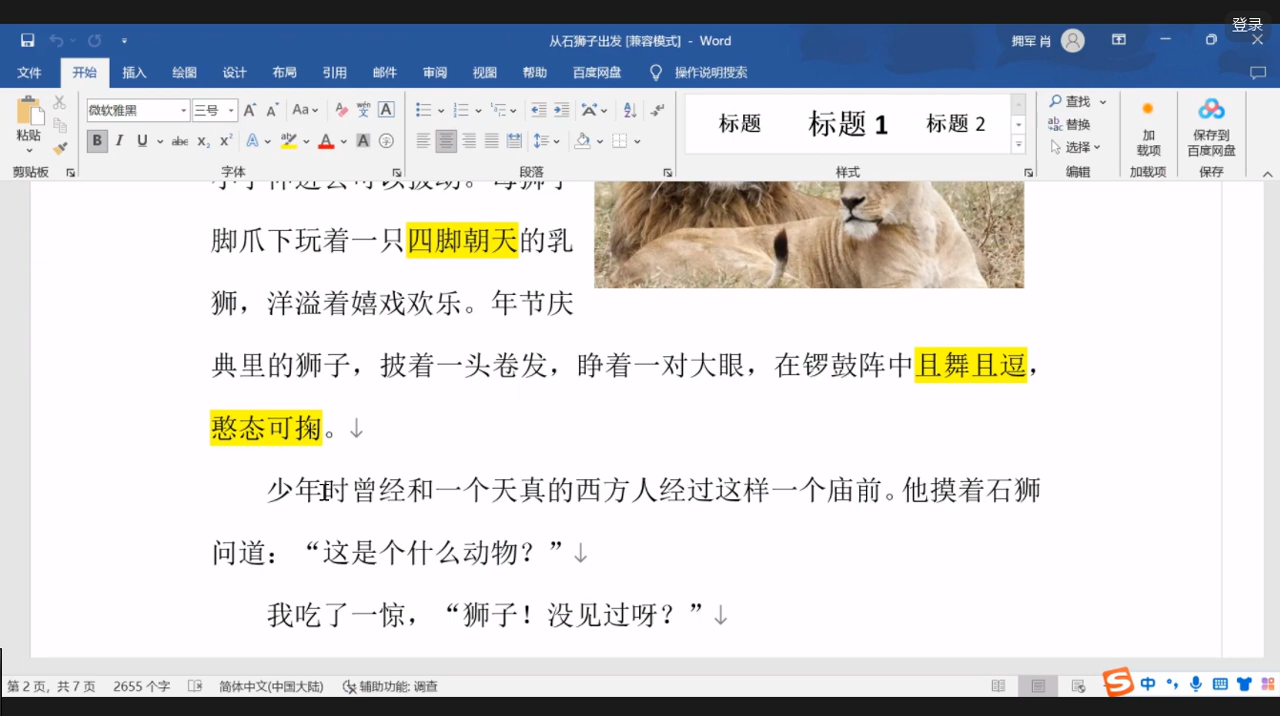 登录
从石狮子出发 [兼容模式] - Word
拥军 肖
文件 开始 插入 绘图 设计 布局 引用 邮件 审阅 视图 帮助 百度网盘 操作说明搜索
粘贴
微软雅黑 三号
标题 标题 1 标题 2
查找
替换
选择
加载项
保存到百度网盘
剪贴板 字体 段落 样式 编辑 加载项 保存
脚爪下玩着一只四脚朝天的乳
狮，洋溢着嬉戏欢乐。年节庆
典里的狮子，披着一头卷发，睁着一对大眼，在锣鼓阵中且舞且逗，
憨态可掬。↓
少年时曾经和一个天真的西方人经过这样一个庙前。他摸着石狮
问道：“这是个什么动物？”↓
我吃了一惊，“狮子！没见过呀？”↓
第 2 页，共 7 页 2655 个字 简体中文(中国大陆) 辅助功能: 调查
中